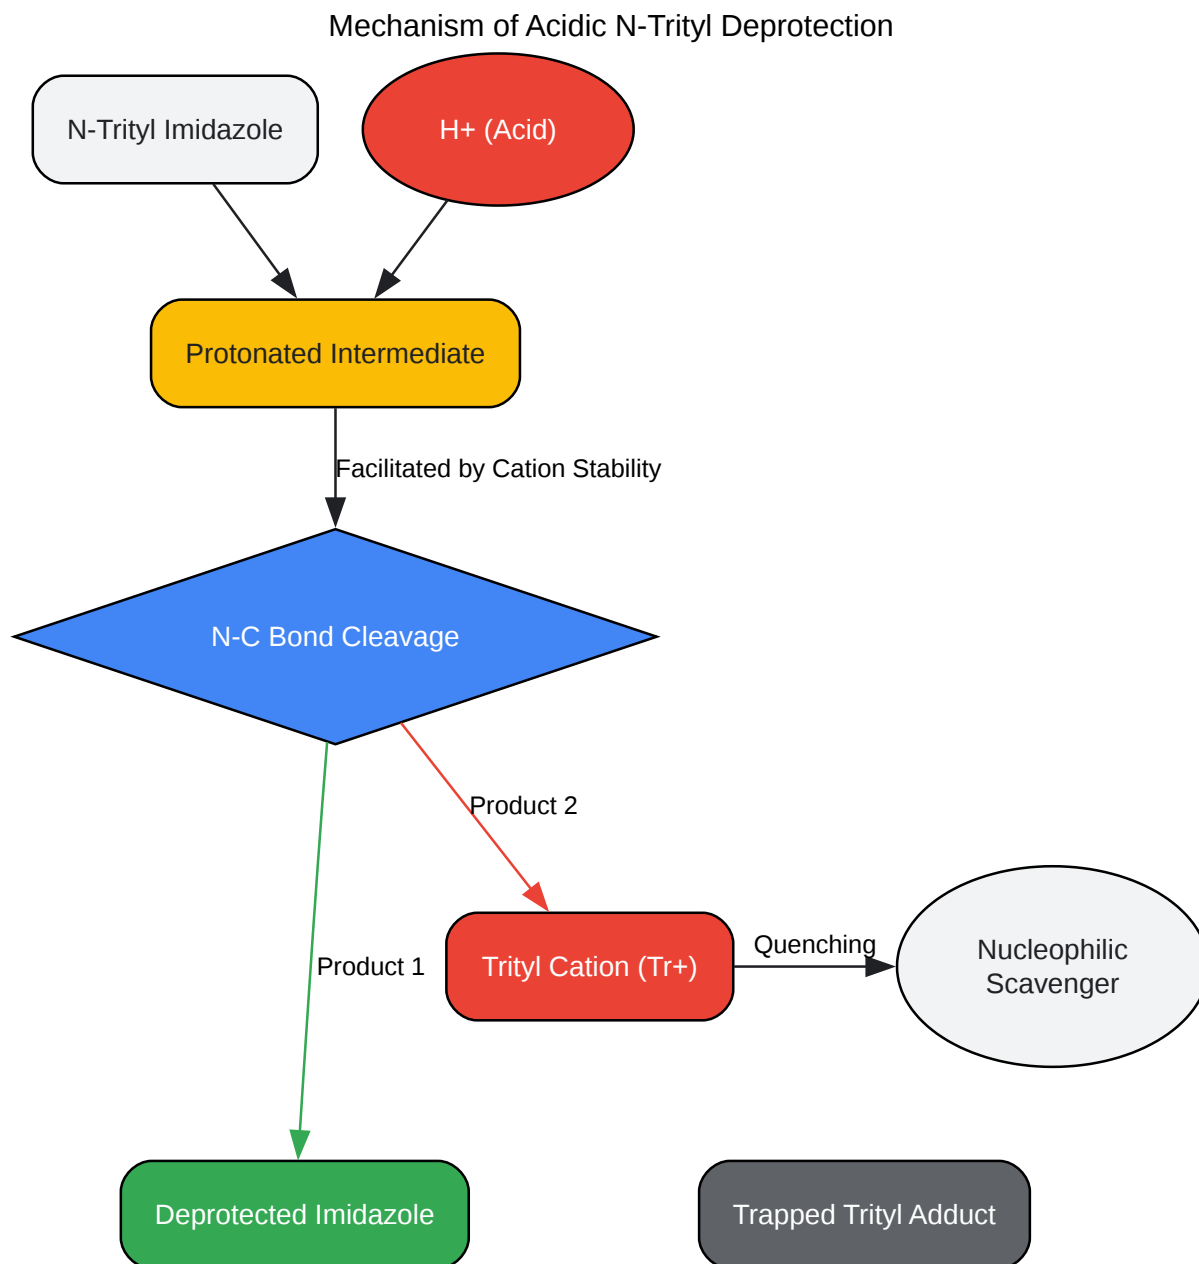 Mechanism of Acidic N-Trityl Deprotection
N-Trityl Imidazole
H+ (Acid)
Protonated Intermediate
Facilitated by Cation Stability
N-C Bond Cleavage
Product 2
Product 1
Trityl Cation (Tr+)
Quenching
Nucleophilic
Scavenger
Deprotected Imidazole
Trapped Trityl Adduct